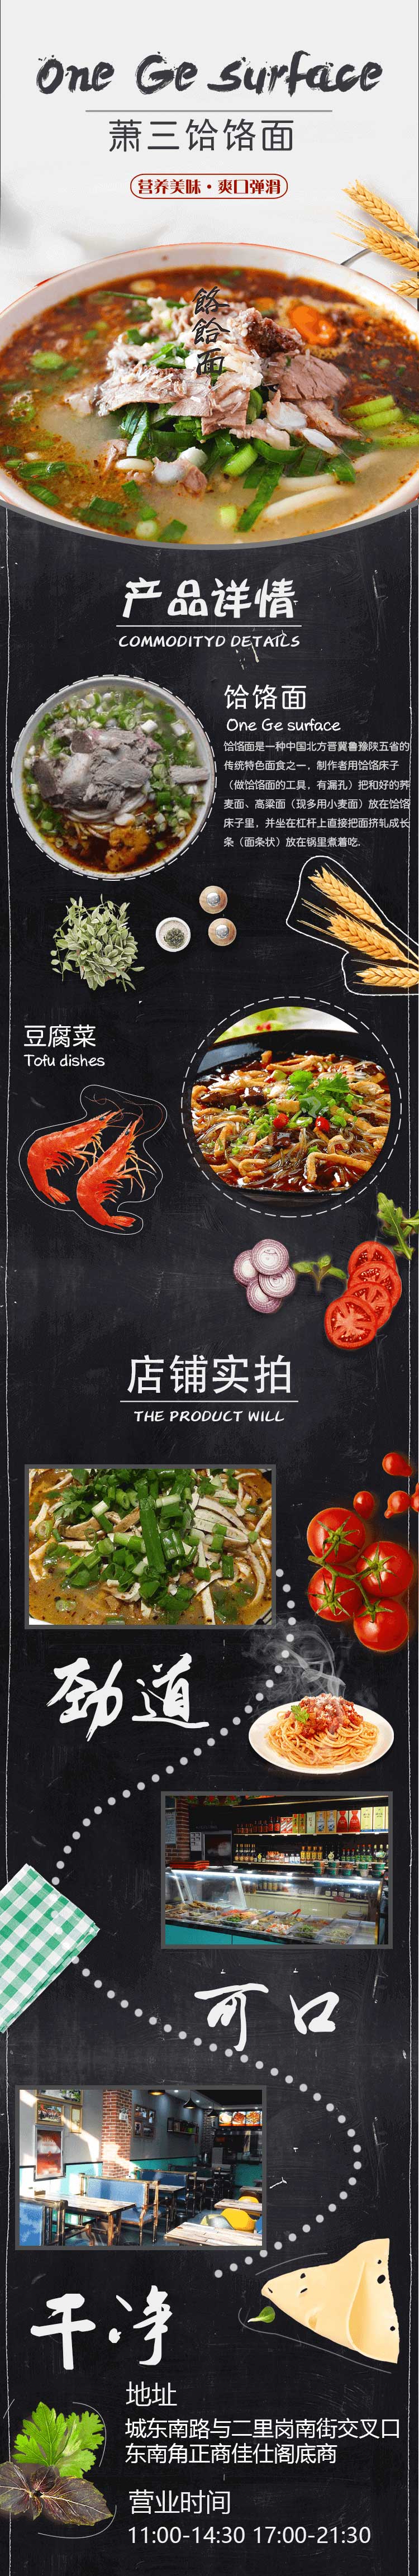 One Ge surface
萧三饸饹面
营养美味·爽口弹滑
餎
餄
面
产品详情
COMMODITYD DETAILS
饸饹面
One Ge surface
饸饹面是一种中国北方晋冀鲁豫陕五省的
传统特色面食之一，制作者用饸饹床子
（做饸饹面的工具，有漏孔）把和好的荞
麦面、高粱面（现多用小麦面）放在饸饹
床子里，并坐在杠杆上直接把面挤轧成长
条（面条状）放在锅里煮着吃.
豆腐菜
Tofu dishes
店铺实拍
THE PRODUCT WILL
劲道
可口
干净
地址
城东南路与二里岗南街交叉口
东南角正商佳仕阁底商
营业时间
11:00-14:30 17:00-21:30